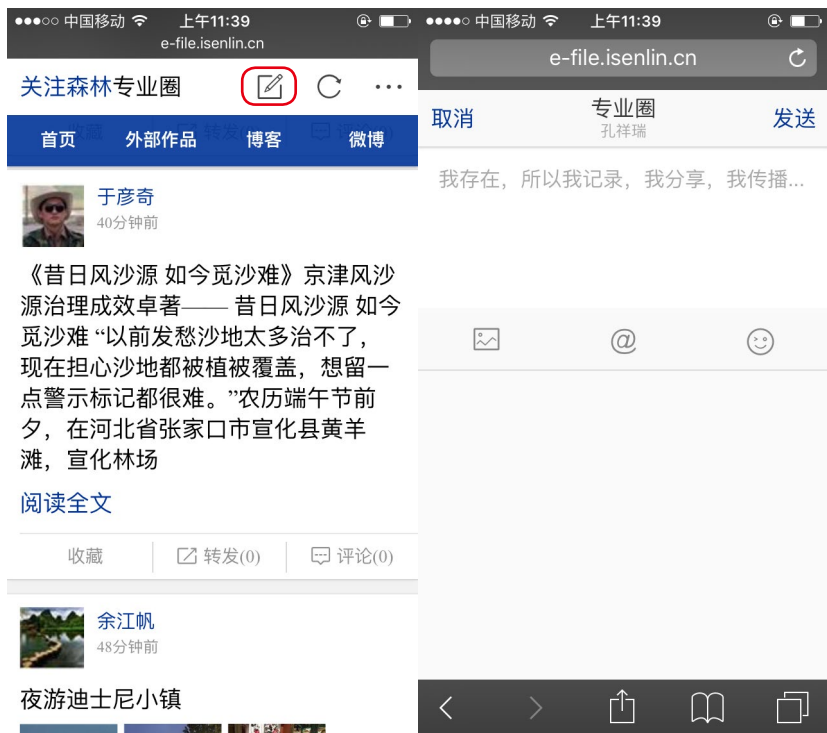 中国移动 上午11:39
e-file.isenlin.cn
关注森林专业圈
首页 外部作品 博客 微博
于彦奇
40分钟前
《昔日风沙源 如今觅沙难》京津风沙
源治理成效卓著—— 昔日风沙源 如今
觅沙难 “以前发愁沙地太多治不了，
现在担心沙地都被植被覆盖，想留一
点警示标记都很难。”农历端午节前
夕，在河北省张家口市宣化县黄羊
滩，宣化林场
阅读全文
收藏 转发(0) 评论(0)
余江帆
48分钟前
夜游迪士尼小镇
中国移动 上午11:39
e-file.isenlin.cn
取消 专业圈 发送
孔祥瑞
我存在，所以我记录，我分享，我传播...
@